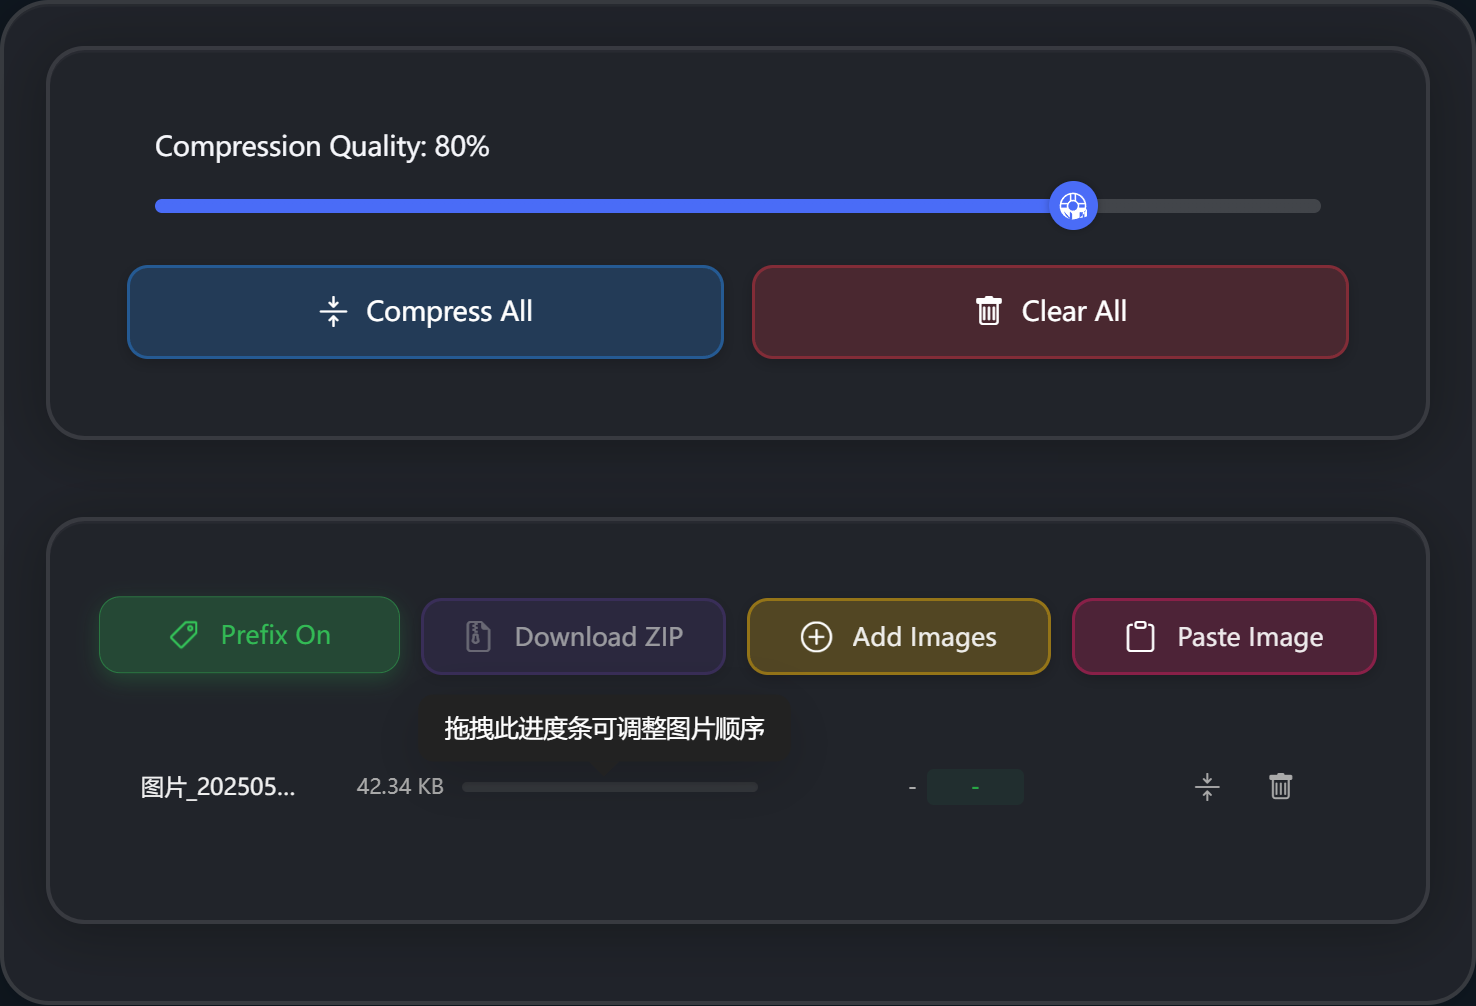 Compression Quality: 80%
Compress All
Clear All
Prefix On
Download ZIP
Add Images
Paste Image
拖拽此进度条可调整图片顺序
图片_202505... 42.34 KB - -